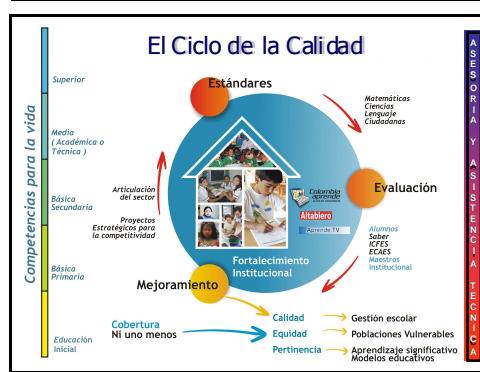 El Ciclo de la Calidad
Competencias para la vida
Superior
Media
(Académica o
Técnica )
Básica
Secundaria
Básica
Primaria
Educación
Inicial
Estándares
Matemáticas
Ciencias
Lenguaje
Ciudadanas
Evaluación
Alumnos
Saber
ICFES
ECAES
Maestros
Institucional
Articulación
del sector
Proyectos
Estratégicos para
la competitividad
Colombia
aprende
Altablero
Aprende TV
Fortalecimiento
Institucional
Mejoramiento
Cobertura
Ni uno menos
Calidad
Equidad
Pertinencia
Gestión escolar
Poblaciones Vulnerables
Aprendizaje significativo
Modelos educativos
ASESORIA Y ASISTENCIA TECNICA